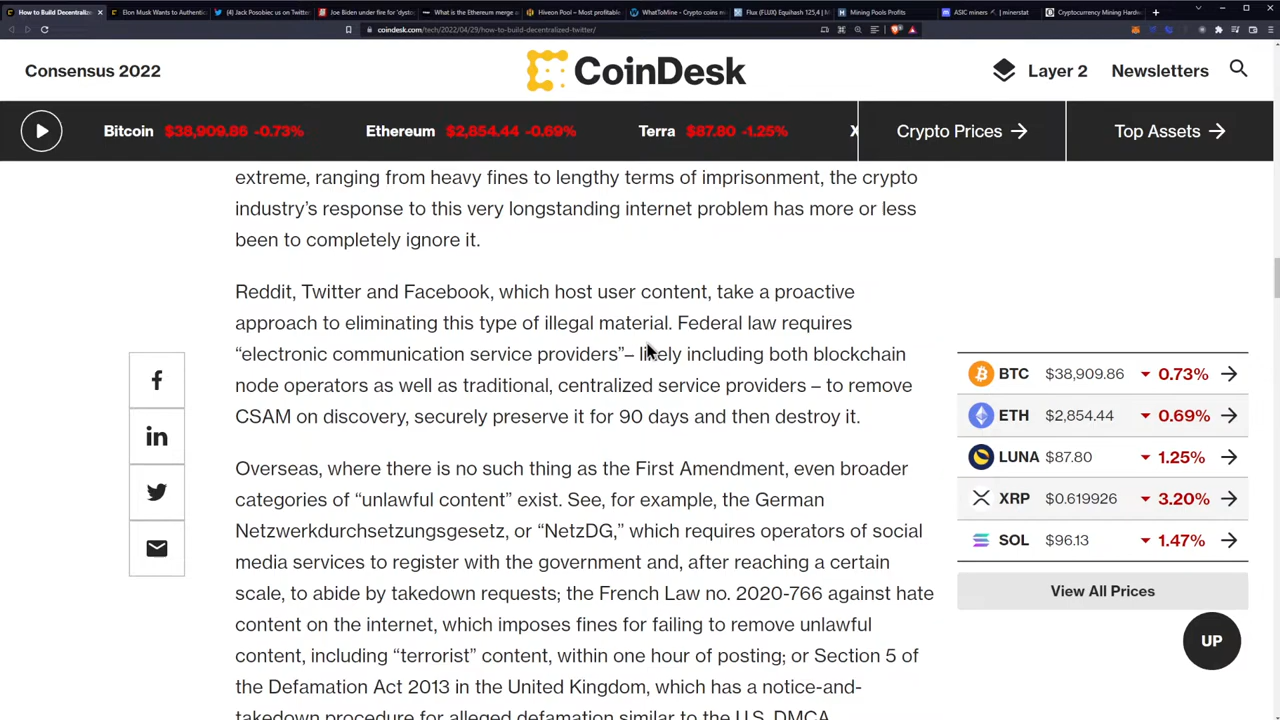 How to Build Decentraliz
Elon Musk Wants to Authentic
(4) Jack Posobiec us on Twitter
Joe Biden under fire for 'dysto
What is the Ethereum merge
Hiveon Pool – Most profitable
WhatToMine - Crypto coins m
Flux (FLUX) Equihash 125,4 | M
Mining Pools Profits
ASIC miners
minerstat
Cryptocurrency Mining Hardw
coindesk.com/tech/2022/04/29/how-to-build-decentralized-twitter/
Consensus 2022
CoinDesk
Layer 2
Newsletters
Bitcoin $38,909.86 -0.73%
Ethereum $2,854.44 -0.69%
Terra $87.80 -1.25%
X
Crypto Prices →
Top Assets →
extreme, ranging from heavy fines to lengthy terms of imprisonment, the crypto
industry's response to this very longstanding internet problem has more or less
been to completely ignore it.
Reddit, Twitter and Facebook, which host user content, take a proactive
approach to eliminating this type of illegal material. Federal law requires
“electronic communication service providers”– likely including both blockchain
node operators as well as traditional, centralized service providers – to remove
CSAM on discovery, securely preserve it for 90 days and then destroy it.
Overseas, where there is no such thing as the First Amendment, even broader
categories of “unlawful content” exist. See, for example, the German
Netzwerkdurchsetzungsgesetz, or “NetzDG,” which requires operators of social
media services to register with the government and, after reaching a certain
scale, to abide by takedown requests; the French Law no. 2020-766 against hate
content on the internet, which imposes fines for failing to remove unlawful
content, including “terrorist” content, within one hour of posting; or Section 5 of
the Defamation Act 2013 in the United Kingdom, which has a notice-and-
takedown procedure for alleged defamation similar to the U.S. DMCA
BTC $38,909.86 0.73% →
ETH $2,854.44 0.69% →
LUNA $87.80 1.25% →
XRP $0.619926 3.20% →
SOL $96.13 1.47% →
View All Prices
UP